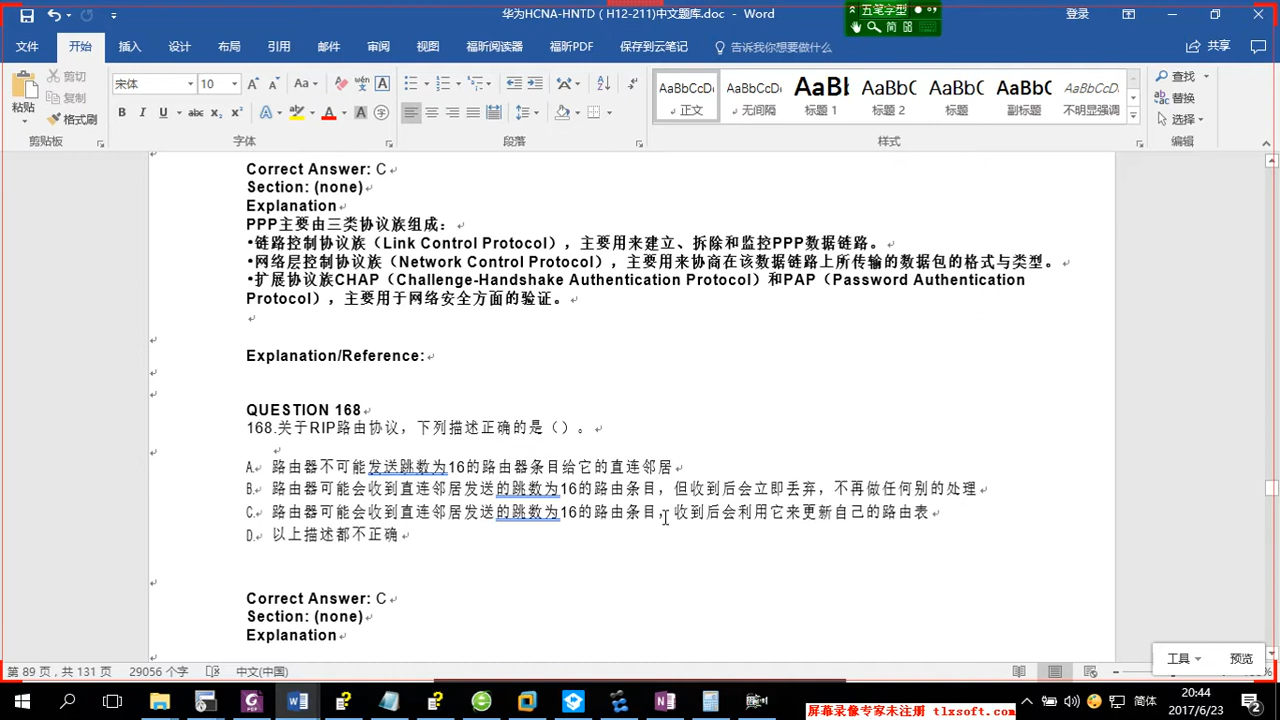 华为HCNA-HNTD（H12-211)中文题库.doc - Word
五笔字型
简
登录
文件 开始 插入 设计 布局 引用 邮件 审阅 视图 福昕阅读器 福昕PDF 保存到云笔记 告诉我你想要做什么 共享
粘贴
剪切
复制
格式刷
宋体 10
AaBbCcDi AaBbCcDi AaBl AaBbC AaBbC AaBbC AaBbCcDi
正文 无间隔 标题 1 标题 2 标题 副标题 不明显强调
查找
替换
选择
剪贴板 字体 段落 样式 编辑
Correct Answer: C
Section: (none)
Explanation
PPP主要由三类协议族组成：
•链路控制协议族（Link Control Protocol），主要用来建立、拆除和监控PPP数据链路。
•网络层控制协议族（Network Control Protocol），主要用来协商在该数据链路上所传输的数据包的格式与类型。
•扩展协议族CHAP（Challenge-Handshake Authentication Protocol）和PAP（Password Authentication
Protocol），主要用于网络安全方面的验证。
Explanation/Reference:
QUESTION 168
168.关于RIP路由协议，下列描述正确的是（）。
A. 路由器不可能发送跳数为16的路由器条目给它的直连邻居
B. 路由器可能会收到直连邻居发送的跳数为16的路由条目，但收到后会立即丢弃，不再做任何别的处理
C. 路由器可能会收到直连邻居发送的跳数为16的路由条目，收到后会利用它来更新自己的路由表
D. 以上描述都不正确
Correct Answer: C
Section: (none)
Explanation
工具 预览
第 89 页，共 131 页 29056 个字 中文(中国)
简体
20:44
2017/6/23
屏幕录像专家未注册 tlxsoft.com